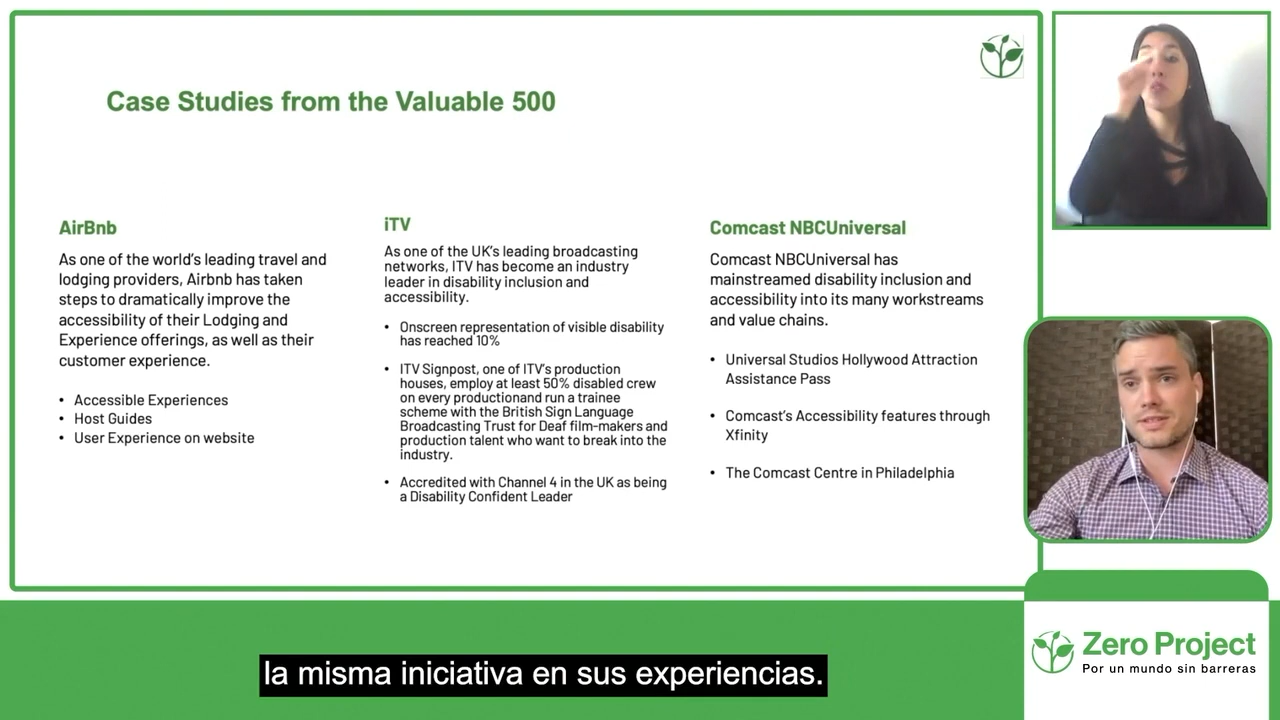 Case Studies from the Valuable 500
AirBnb
As one of the world's leading travel and
lodging providers, Airbnb has taken
steps to dramatically improve the
accessibility of their Lodging and
Experience offerings, as well as their
customer experience.
• Accessible Experiences
• Host Guides
• User Experience on website
iTV
As one of the UK's leading broadcasting
networks, ITV has become an industry
leader in disability inclusion and
accessibility.
• Onscreen representation of visible disability
has reached 10%
• ITV Signpost, one of ITV's production
houses, employ at least 50% disabled crew
on every productionand run a trainee
scheme with the British Sign Language
Broadcasting Trust for Deaf film-makers and
production talent who want to break into the
industry.
• Accredited with Channel 4 in the UK as being
a Disability Confident Leader
Comcast NBCUniversal
Comcast NBCUniversal has
mainstreamed disability inclusion and
accessibility into its many workstreams
and value chains.
• Universal Studios Hollywood Attraction
Assistance Pass
• Comcast's Accessibility features through
Xfinity
• The Comcast Centre in Philadelphia
la misma iniciativa en sus experiencias.
Zero Project
Por un mundo sin barreras